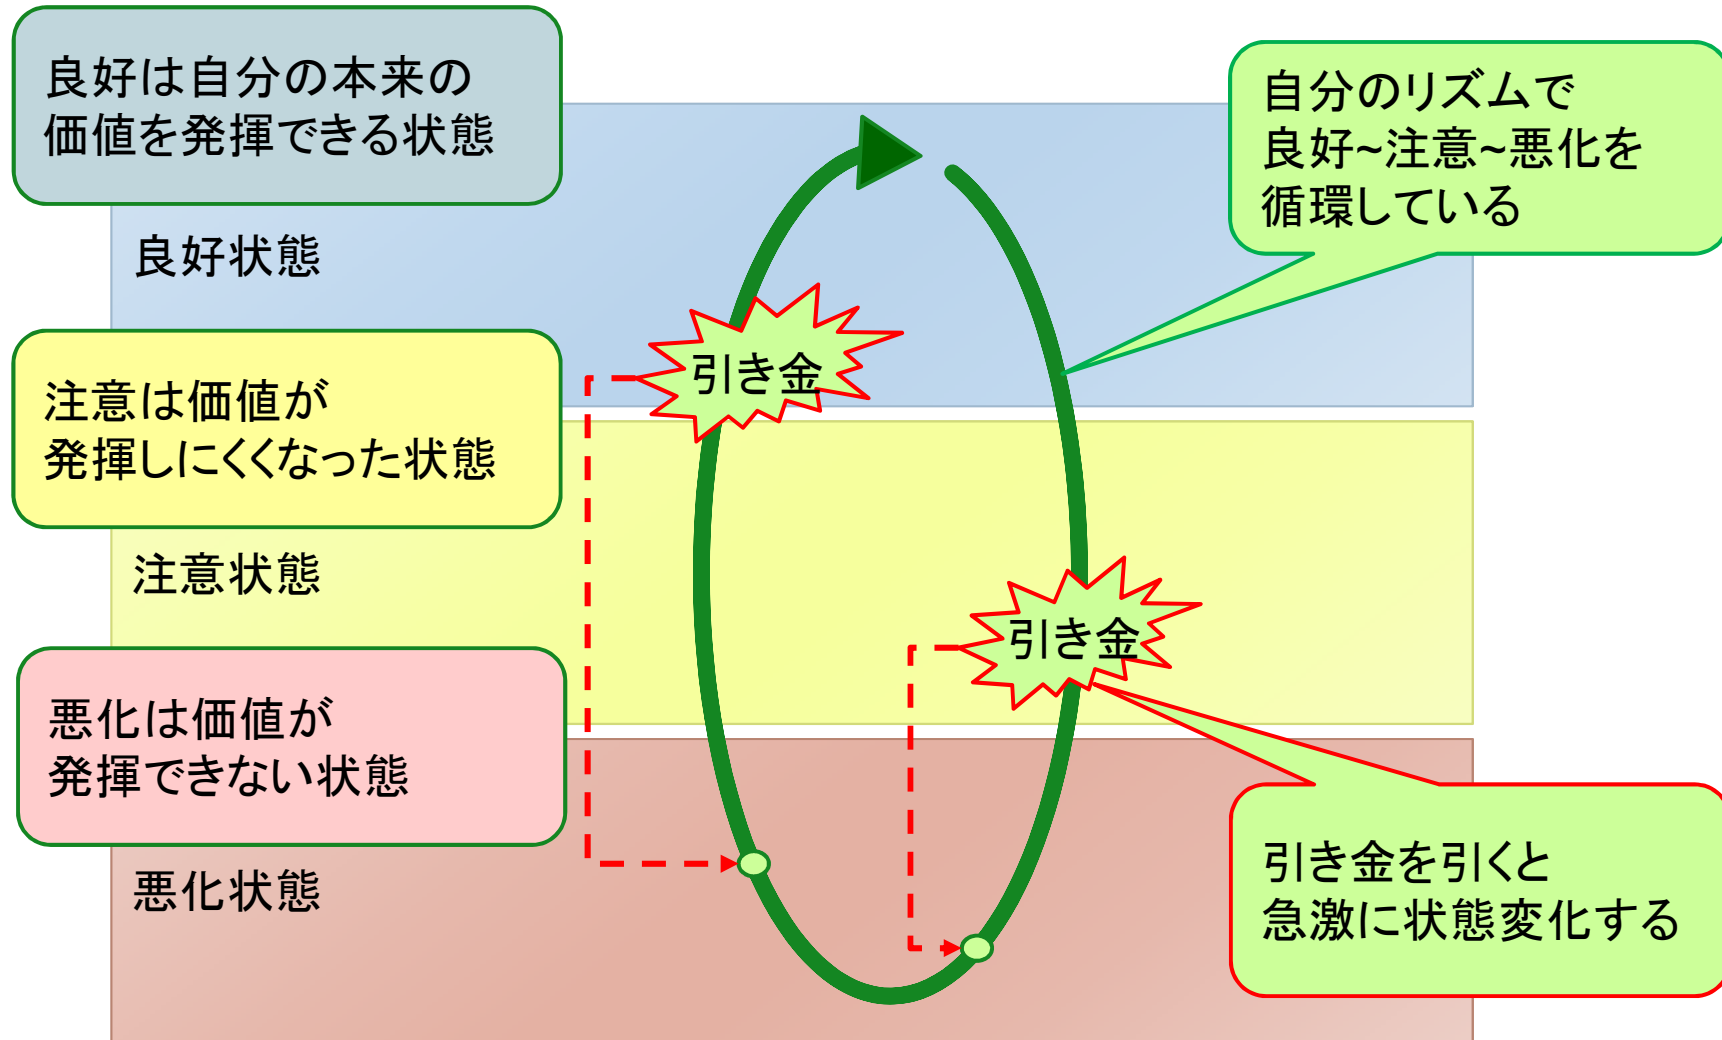 良好は自分の本来の
価値を発揮できる状態
自分のリズムで
良好~注意~悪化を
循環している
良好状態
引き金
注意は価値が
発揮しにくくなった状態
注意状態
引き金
悪化は価値が
発揮できない状態
悪化状態
引き金を引くと
急激に状態変化する